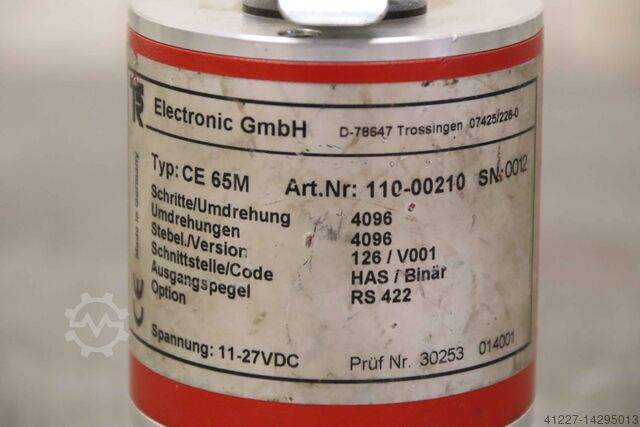 TR Electronic GmbH D-78647 Trossingen 07425/228-0
Typ: CE 65M Art.Nr: 110-00210 SN:0012
Schritte/Umdrehung 4096
Umdrehungen 4096
Stebel./Version 126 / V001
Schnittstelle/Code HAS / Binär
Ausgangspegel RS 422
Option
Spannung: 11-27VDC Prüf Nr. 30253 014001
Made in Germany
CE
41227-14295013